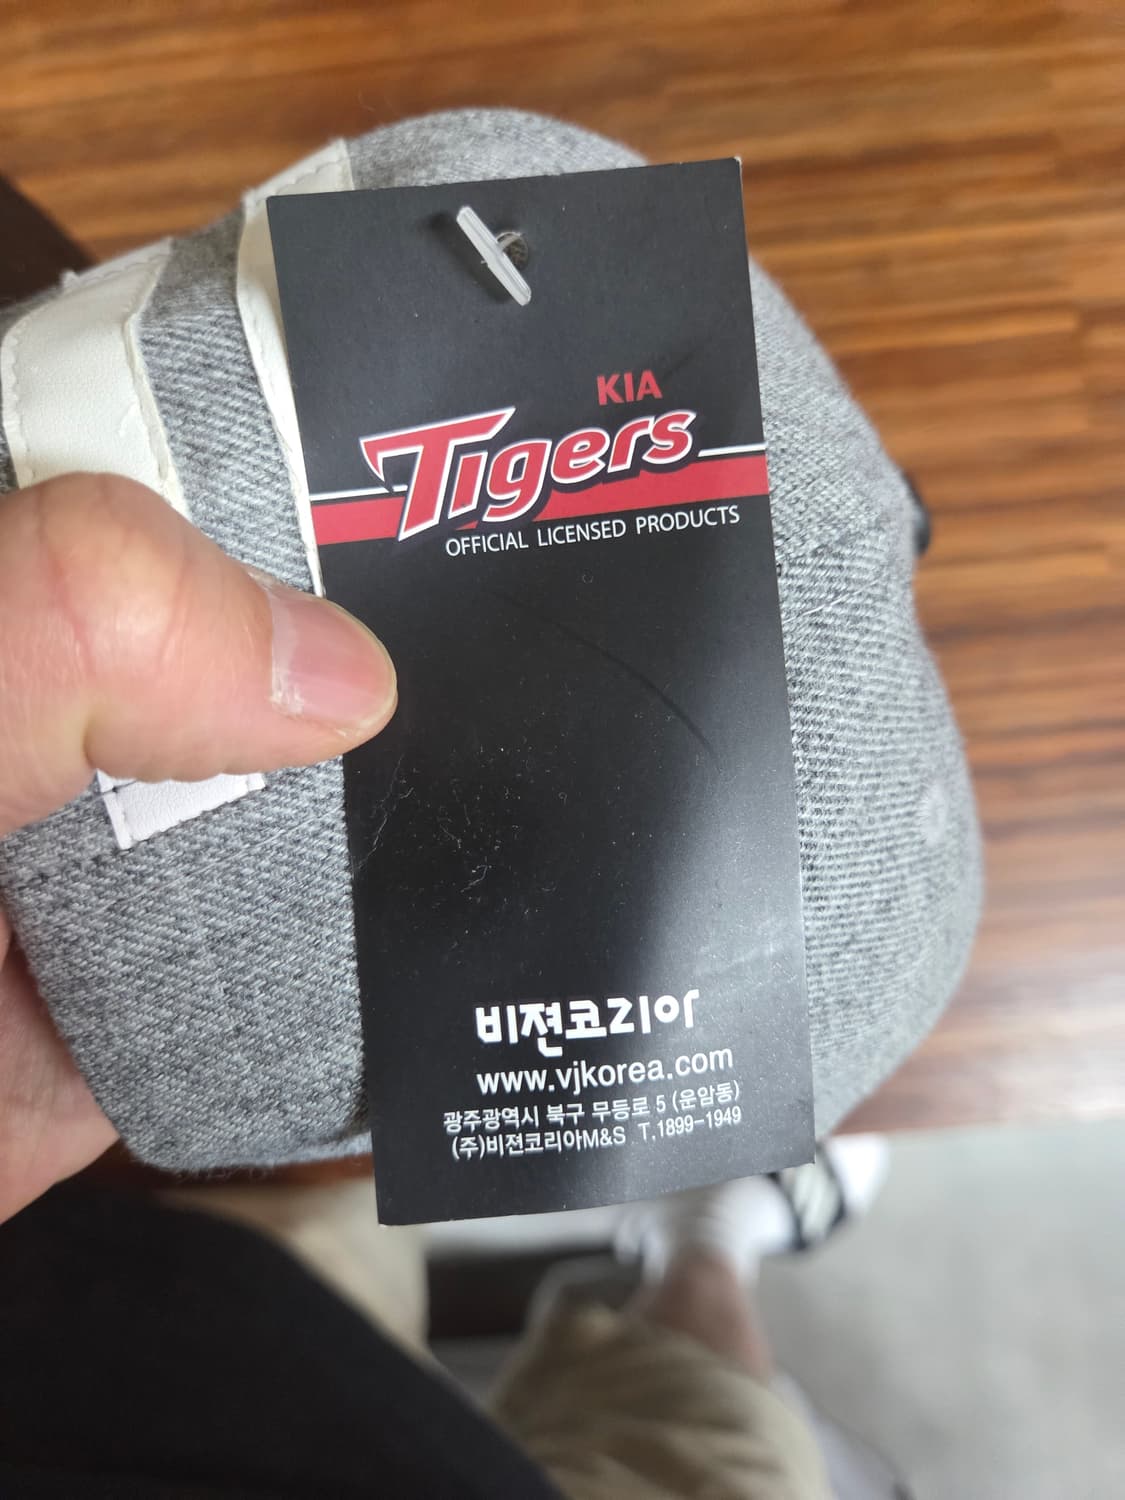 KIA
Tigers
OFFICIAL LICENSED PRODUCTS
비젼코리아
www.vjkorea.com
광주광역시 북구 무등로 5 (운암동)
(주)비젼코리아M&S T.1899-1949